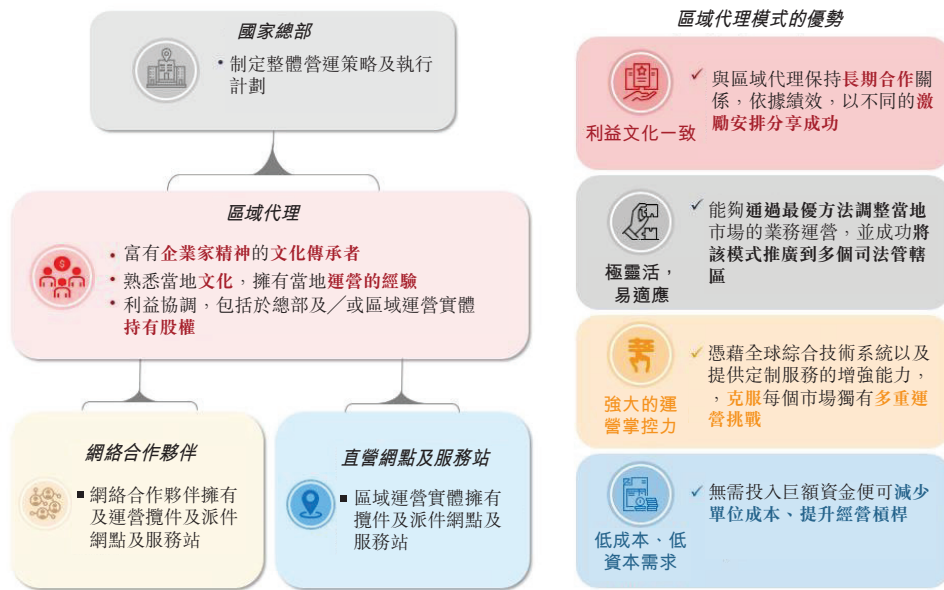 國家總部
• 制定整體營運策略及執行
計劃
區域代理
• 富有企業家精神的文化傳承者
• 熟悉當地文化，擁有當地運營的經驗
• 利益協調，包括於總部及／或區域運營實體
持有股權
網絡合作夥伴
■ 網絡合作夥伴擁有
及運營攬件及派件
網點及服務站
直營網點及服務站
■ 區域運營實體擁有
攬件及派件網點及
服務站
區域代理模式的優勢
利益文化一致
✓ 與區域代理保持長期合作關
係，依據績效，以不同的激
勵安排分享成功
極靈活，
易適應
✓ 能夠通過最優方法調整當地
市場的業務運營，並成功將
該模式推廣到多個司法管轄
區
強大的運
營掌控力
✓ 憑藉全球綜合技術系統以及
提供定制服務的增強能力，
，克服每個市場獨有多重運
營挑戰
低成本、低
資本需求
✓ 無需投入巨額資金便可減少
單位成本、提升經營槓桿